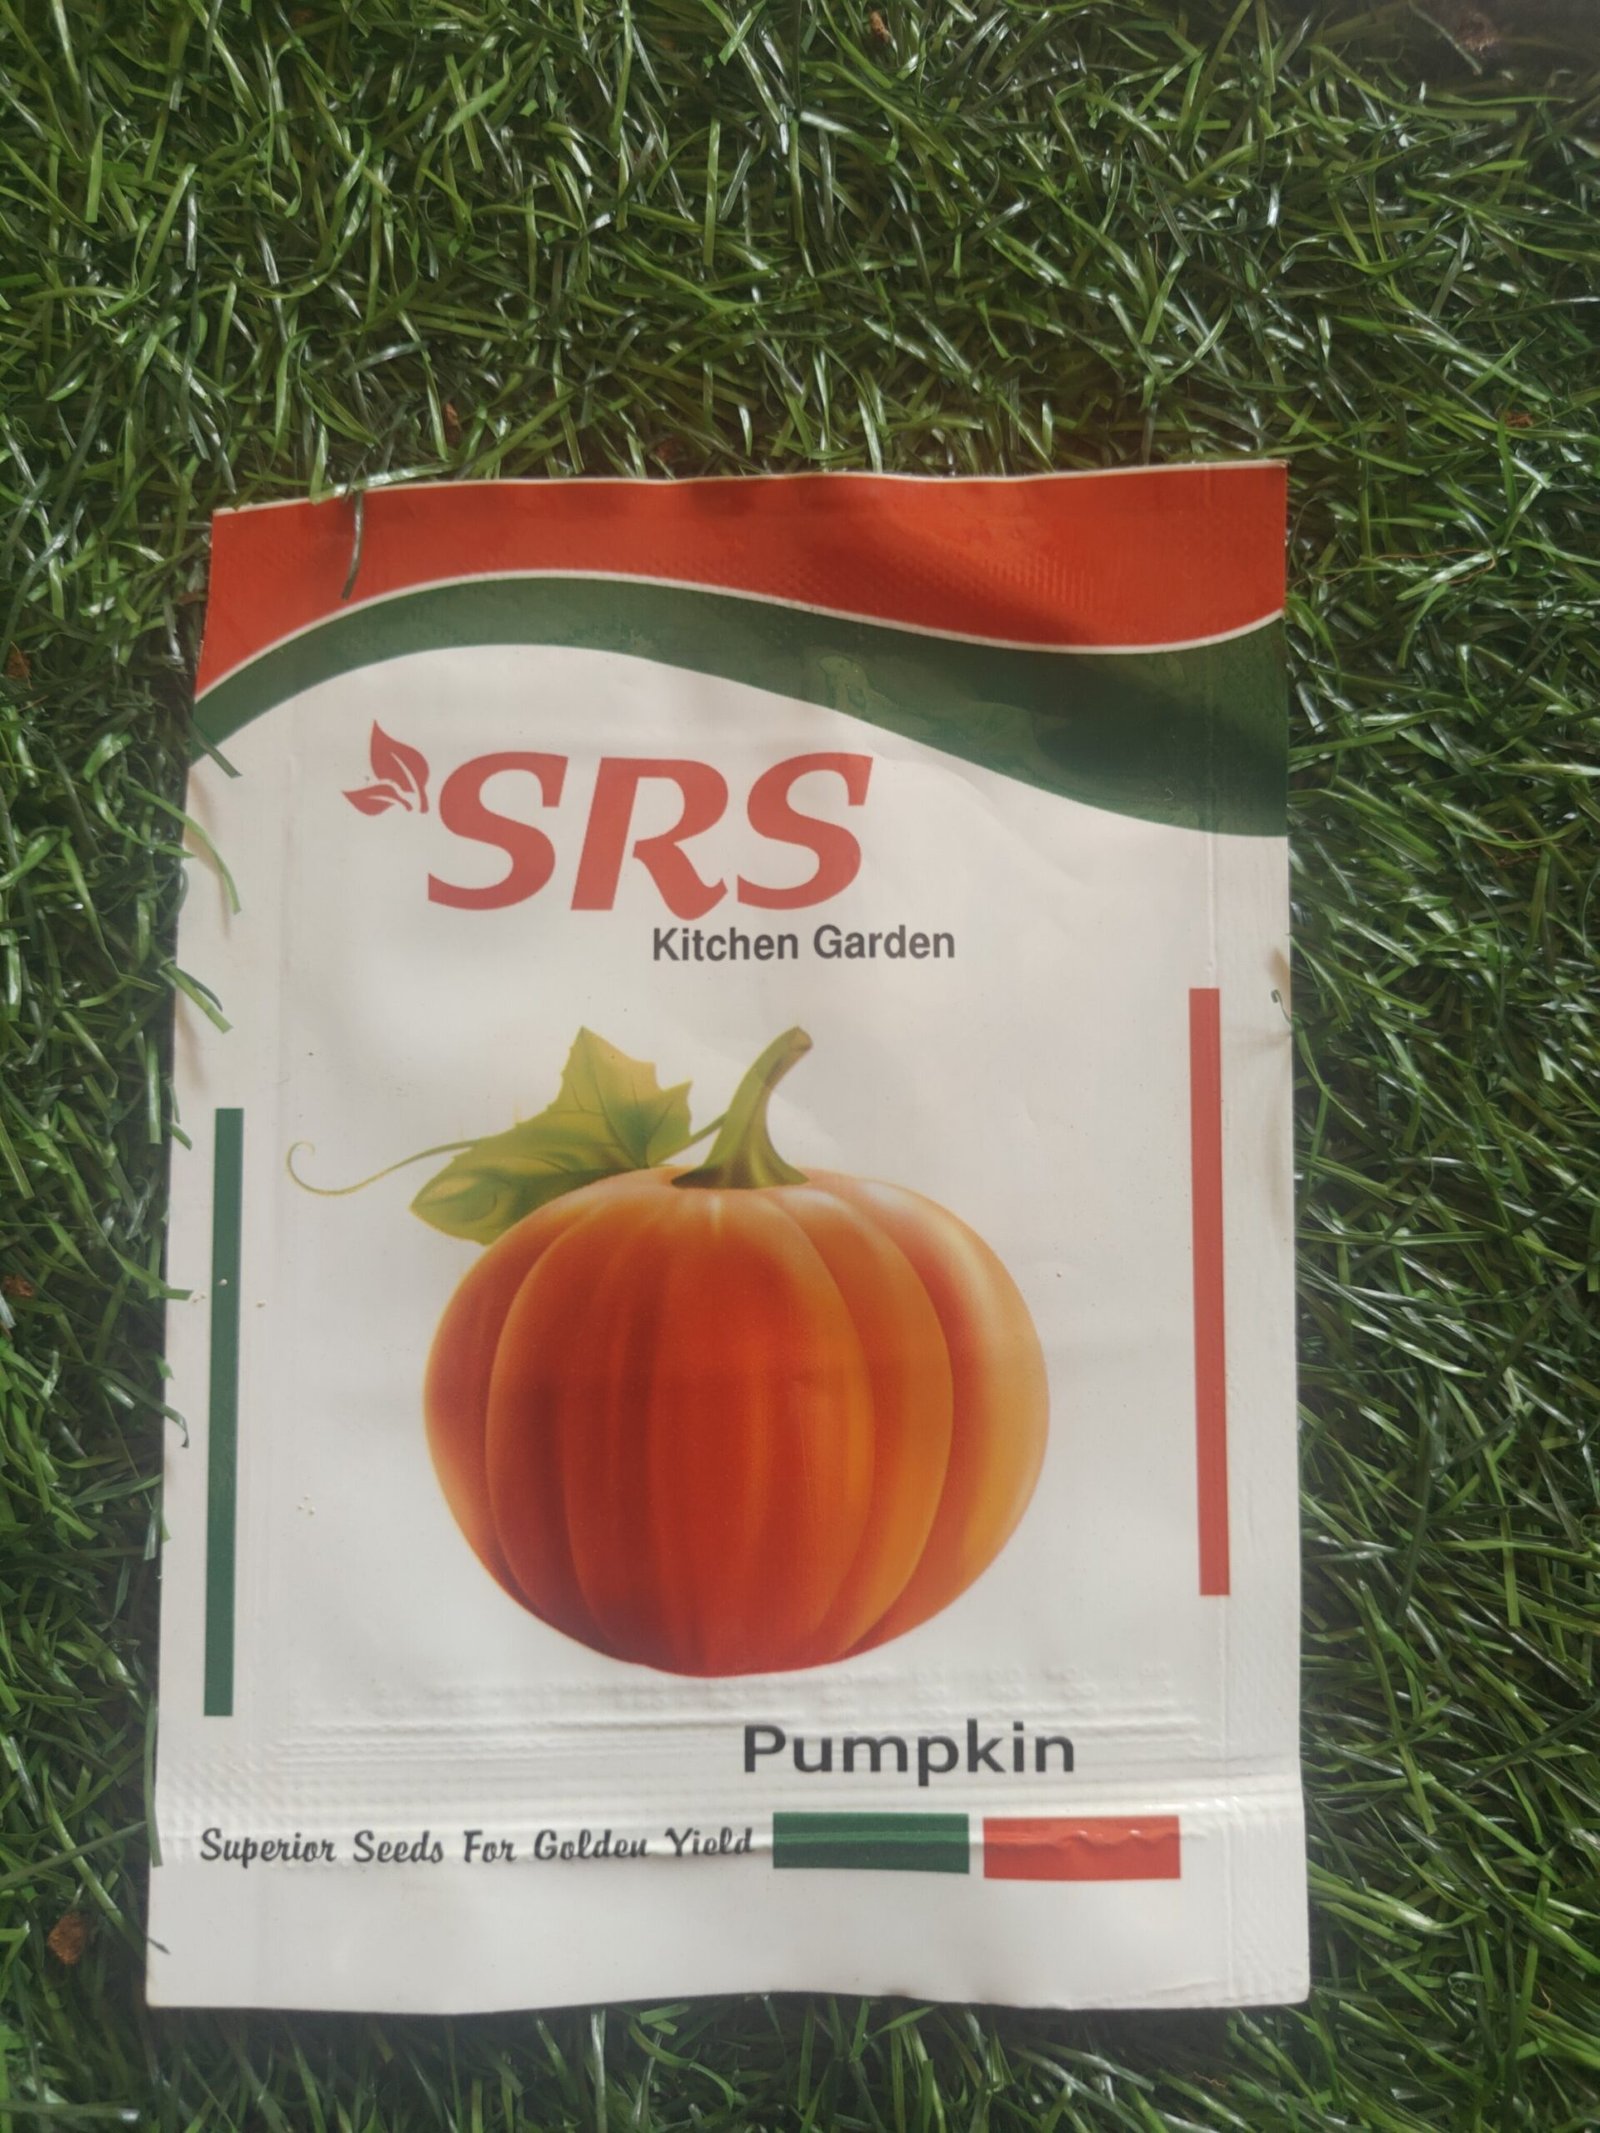 SRS
Kitchen Garden
Pumpkin
Superior Seeds For Golden Yield